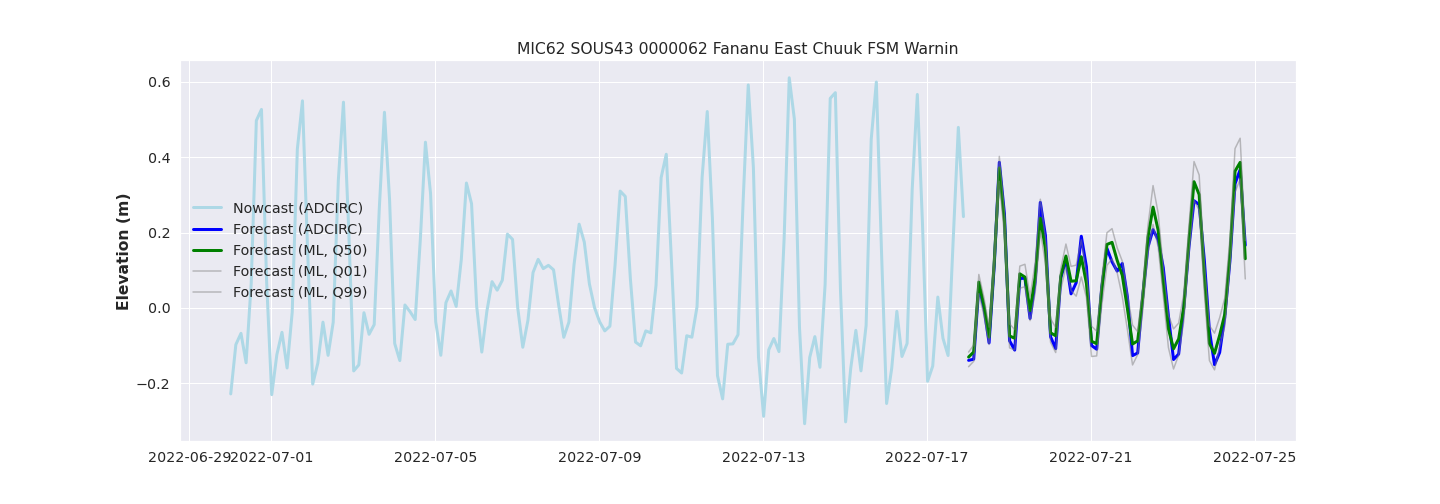 MIC62 SOUS43 0000062 Fananu East Chuuk FSM Warnin
0.6
0.4
0.2
0.0
−0.2
Elevation (m)
Nowcast (ADCIRC)
Forecast (ADCIRC)
Forecast (ML, Q50)
Forecast (ML, Q01)
Forecast (ML, Q99)
2022-06-29 2022-07-01 2022-07-05 2022-07-09 2022-07-13 2022-07-17 2022-07-21 2022-07-25